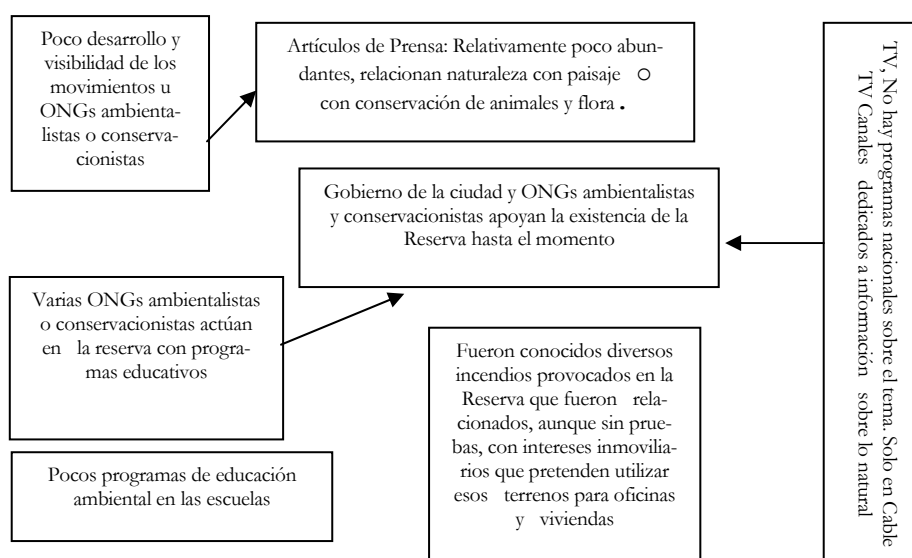 Poco desarrollo y
visibilidad de los
movimientos u
ONGs ambienta-
listas o conserva-
cionistas
Artículos de Prensa: Relativamente poco abun-
dantes, relacionan naturaleza con paisaje o
con conservación de animales y flora .
Gobierno de la ciudad y ONGs ambientalistas
y conservacionistas apoyan la existencia de la
Reserva hasta el momento
Varias ONGs ambientalistas
o conservacionistas actúan
en la reserva con progra-
mas educativos
Fueron conocidos diversos
incendios provocados en la
Reserva que fueron rela-
cionados, aunque sin prue-
bas, con intereses inmovilia-
rios que pretenden utilizar
esos terrenos para oficinas
y viviendas
Pocos programas de educación
ambiental en las escuelas
TV, No hay programas nacionales sobre el tema. Solo en Cable
TV Canales dedicados a información sobre lo natural